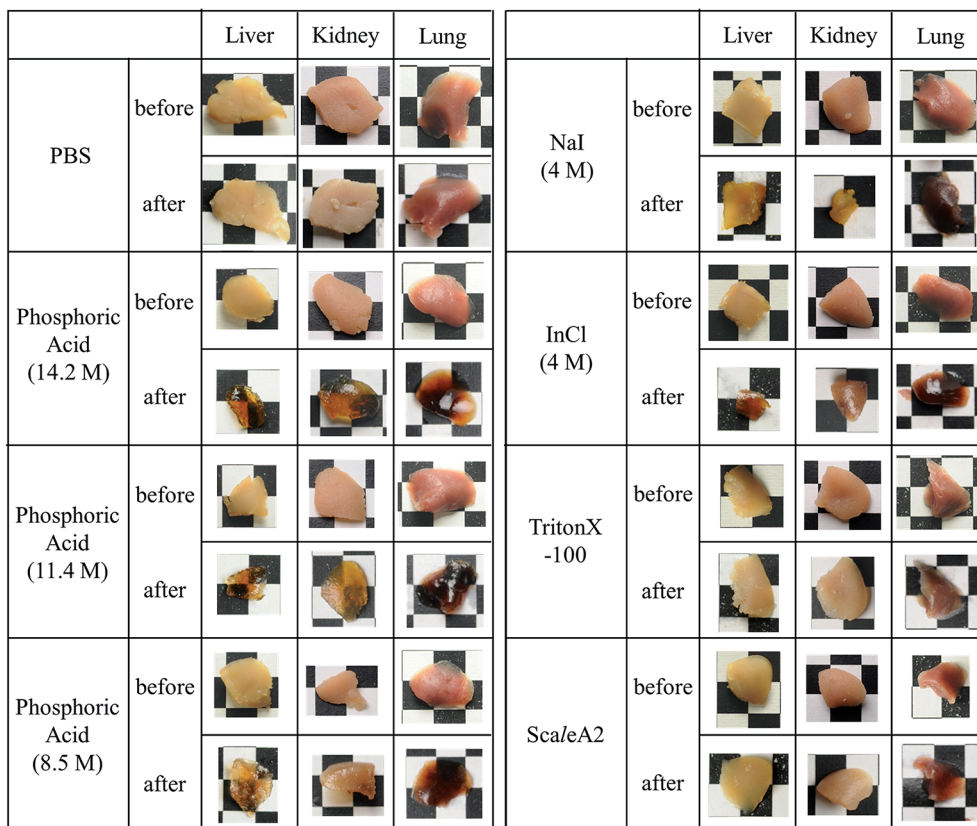 Liver Kidney Lung
PBS
before
after
Phosphoric
Acid
(14.2 M)
before
after
Phosphoric
Acid
(11.4 M)
before
after
Phosphoric
Acid
(8.5 M)
before
after
Liver Kidney Lung
NaI
(4 M)
before
after
InCl
(4 M)
before
after
TritonX
-100
before
after
ScaleA2
before
after